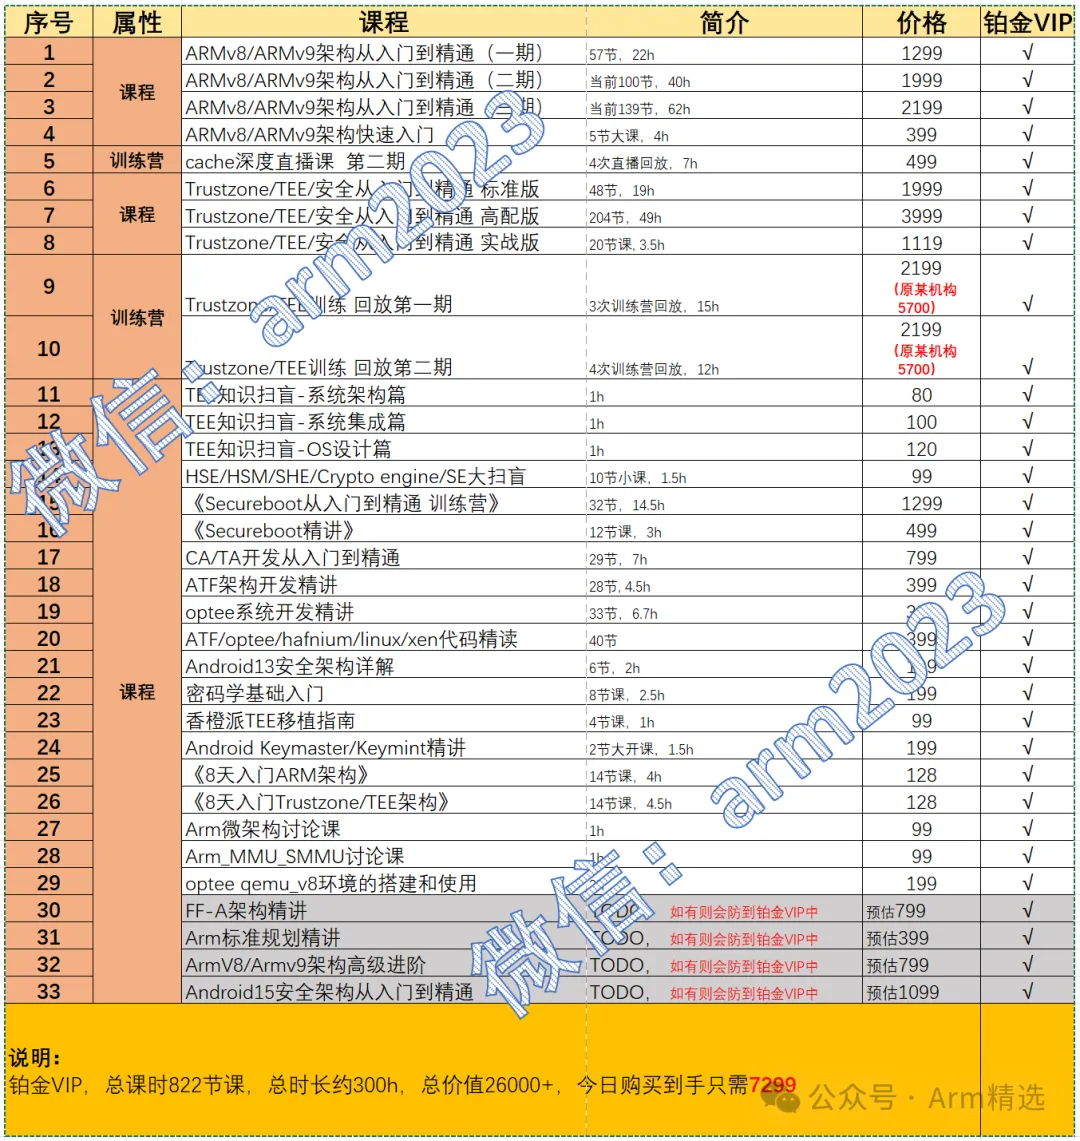 序号 属性 课程 简介 价格 铂金VIP
1 ARMv8/ARMv9架构从入门到精通（一期） 57节，22h 1299 √
2 ARMv8/ARMv9架构从入门到精通（二期） 当前100节，40h 1999 √
课程
3 ARMv8/ARMv9架构从入门到精通 期） 当前139节，62h 2199 √
4 ARMv8/ARMv9架构快速入门 5节大课，4h 399 √
5 训练营 cache深度直播课 第二期 4次直播回放，7h 499 √
6 Trustzone/TEE/安全从入门到精通 标准版 48节，19h 1999 √
7 课程 Trustzone/TEE/安全从入门到精通 高配版 204节，49h 3999 √
8 Trustzone/TEE/安全从入门到精通 实战版 20节课, 3.5h 1119 √
9 Trustzone/TEE训练 回放第一期 3次训练营回放，15h 2199
(原某机构
5700) √
训练营
10 Trustzone/TEE训练 回放第二期 4次训练营回放，12h 2199
(原某机构
5700) √
11 TEE知识扫盲-系统架构篇 1h 80 √
12 TEE知识扫盲-系统集成篇 1h 100 √
13 TEE知识扫盲-OS设计篇 1h 120 √
HSE/HSM/SHE/Crypto engine/SE大扫盲 10节小课，1.5h 99 √
15 《Secureboot从入门到精通 训练营》 32节，14.5h 1299 √
16 《Secureboot精讲》 12节课，3h 499 √
17 CA/TA开发从入门到精通 29节，7h 799 √
18 ATF架构开发精讲 28节, 4.5h 399 √
19 optee系统开发精讲 33节，6.7h √
20 ATF/optee/hafnium/linux/xen代码精读 40节 399 √
21 Android13安全架构详解 6节，2h √
22 课程 密码学基础入门 8节课，2.5h 199 √
23 香橙派TEE移植指南 4节课，1h 99 √
24 Android Keymaster/Keymint精讲 2节大开课，1.5h 199 √
25 《8天入门ARM架构》 14节课，4h 128 √
26 《8天入门Trustzone/TEE架构》 14节课，4.5h 128 √
27 Arm微架构讨论课 1h 99 √
28 Arm_MMU_SMMU讨论课 1h 99 √
29 optee qemu_v8环境的搭建和使用 199 √
30 FF-A架构精讲 TODO， 如有则会防到铂金VIP中 预估799 √
31 Arm标准规划精讲 TODO， 如有则会防到铂金VIP中 预估399 √
32 ArmV8/Armv9架构高级进阶 TODO， 如有则会防到铂金VIP中 预估799 √
33 Android15安全架构从入门到精通 TODO， 如有则会防到铂金VIP中 预估1099 √
说明：
铂金VIP，总课时822节课，总时长约300h，总价值26000+，今日购买到手只需7299
微信：arm2023
微信：arm2023
公众号 · Arm精选